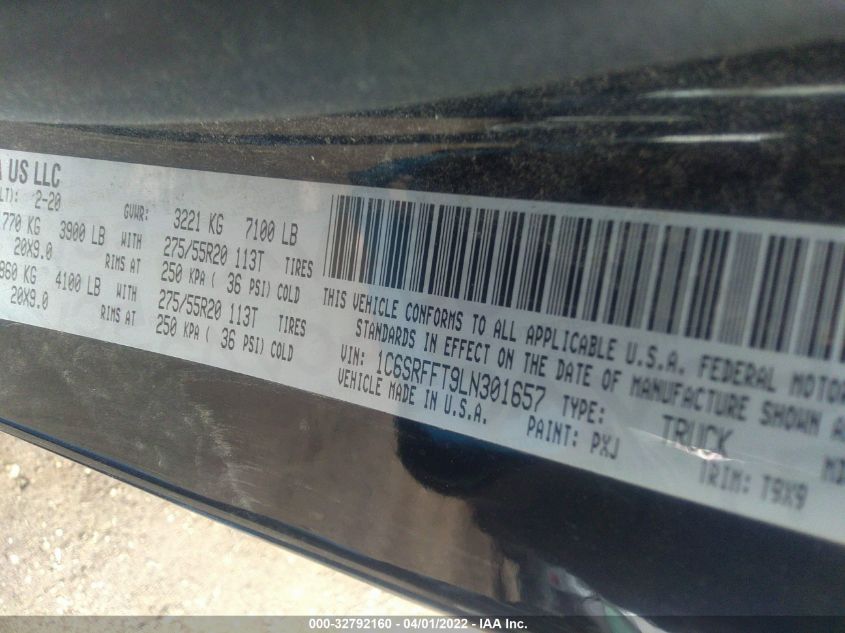 A US LLC
LT): 2-20 GVWR: 3221 KG 7100 LB
1770 KG 3900 LB WITH 275/55R20 113T TIRES
20X9.0 RIMS AT 250 KPA ( 36 PSI) COLD
860 KG 4100 LB WITH 275/55R20 113T TIRES
20X9.0 RIMS AT 250 KPA ( 36 PSI) COLD
THIS VEHICLE CONFORMS TO ALL APPLICABLE U.S.A. FEDERAL MOTOR
STANDARDS IN EFFECT ON THE DATE OF MANUFACTURE SHOWN A
VIN: 1C6SRFFT9LN301657 TYPE: TRUCK
VEHICLE MADE IN U.S.A. PAINT: PXJ TRIM: T9X9
000-32792160 - 04/01/2022 - IAA Inc.